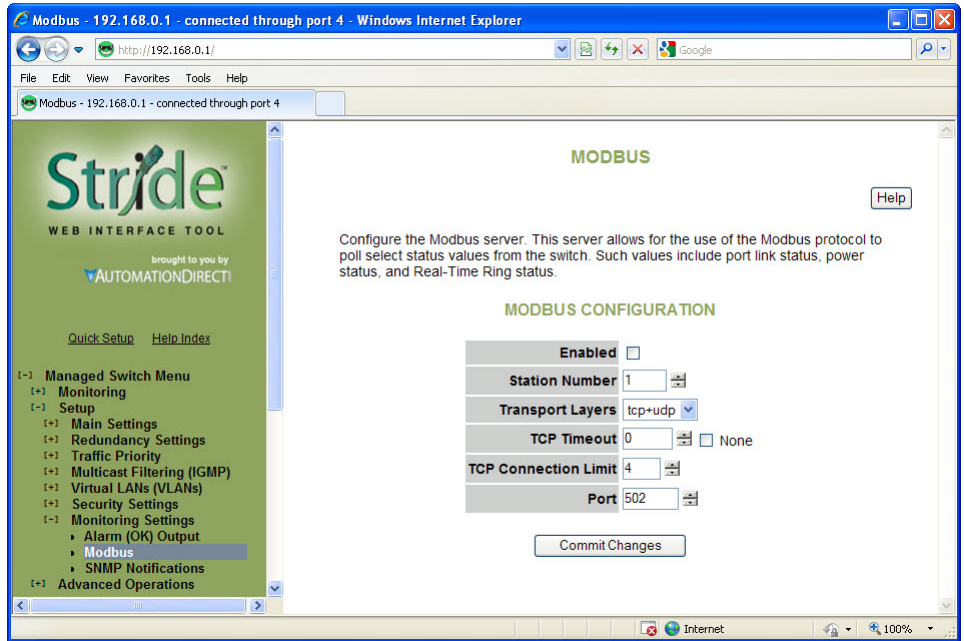 Modbus - 192.168.0.1 - connected through port 4 - Windows Internet Explorer
http://192.168.0.1/
Google
File Edit View Favorites Tools Help
Modbus - 192.168.0.1 - connected through port 4
Stride™
WEB INTERFACE TOOL
brought to you by
AUTOMATIONDIRECT
Quick Setup Help Index
[-] Managed Switch Menu
[+] Monitoring
[-] Setup
[+] Main Settings
[+] Redundancy Settings
[+] Traffic Priority
[+] Multicast Filtering (IGMP)
[+] Virtual LANs (VLANs)
[+] Security Settings
[-] Monitoring Settings
Alarm (OK) Output
Modbus
SNMP Notifications
[+] Advanced Operations
MODBUS
Help
Configure the Modbus server. This server allows for the use of the Modbus protocol to
poll select status values from the switch. Such values include port link status, power
status, and Real-Time Ring status.
MODBUS CONFIGURATION
Enabled
Station Number 1
Transport Layers tcp+udp
TCP Timeout 0 None
TCP Connection Limit 4
Port 502
Commit Changes
Internet
100%